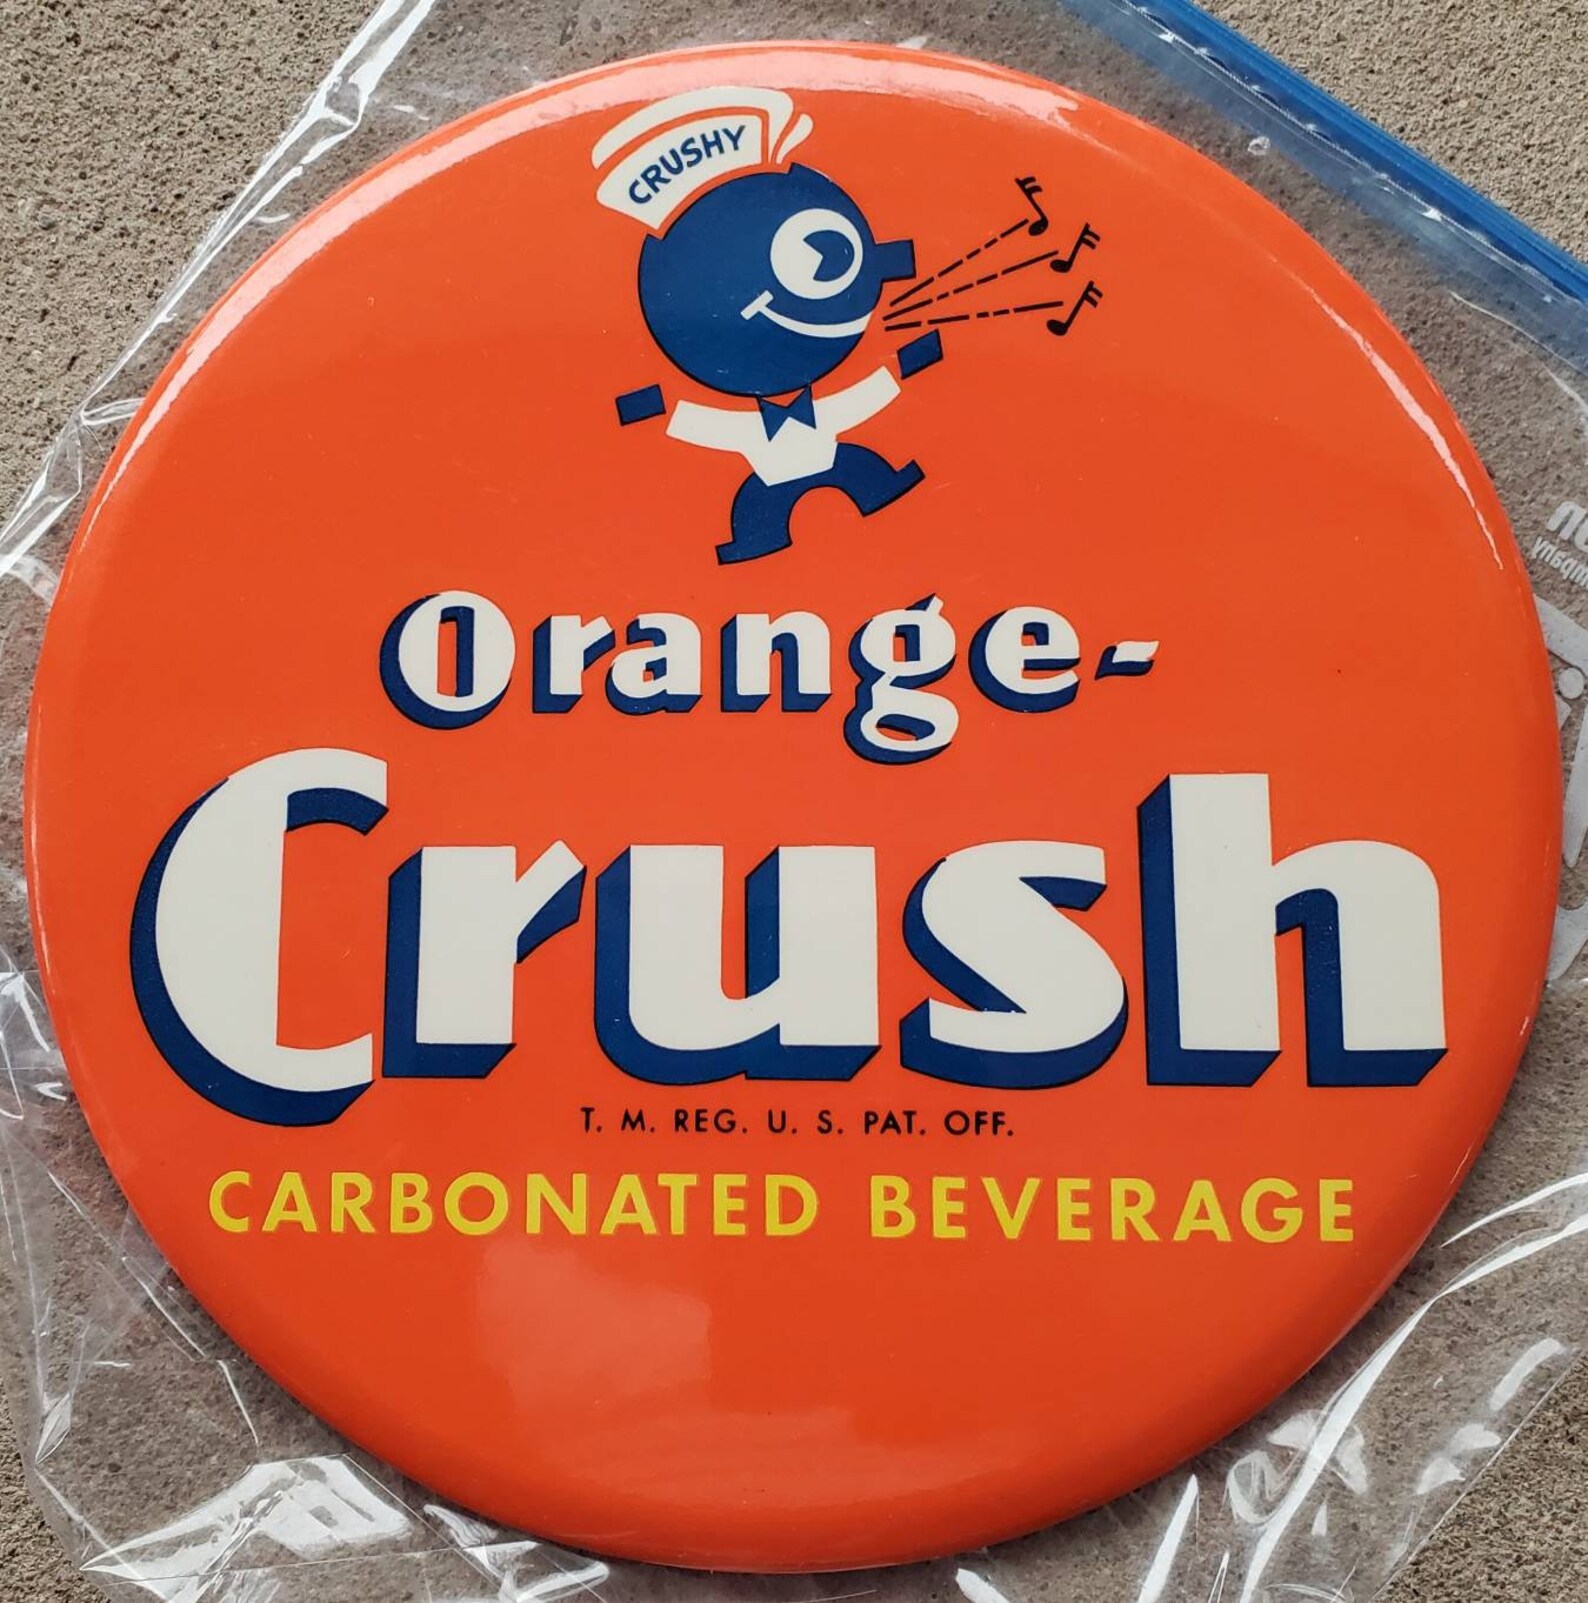 CRUSHY
Orange-
Crush
T. M. REG. U. S. PAT. OFF.
CARBONATED BEVERAGE